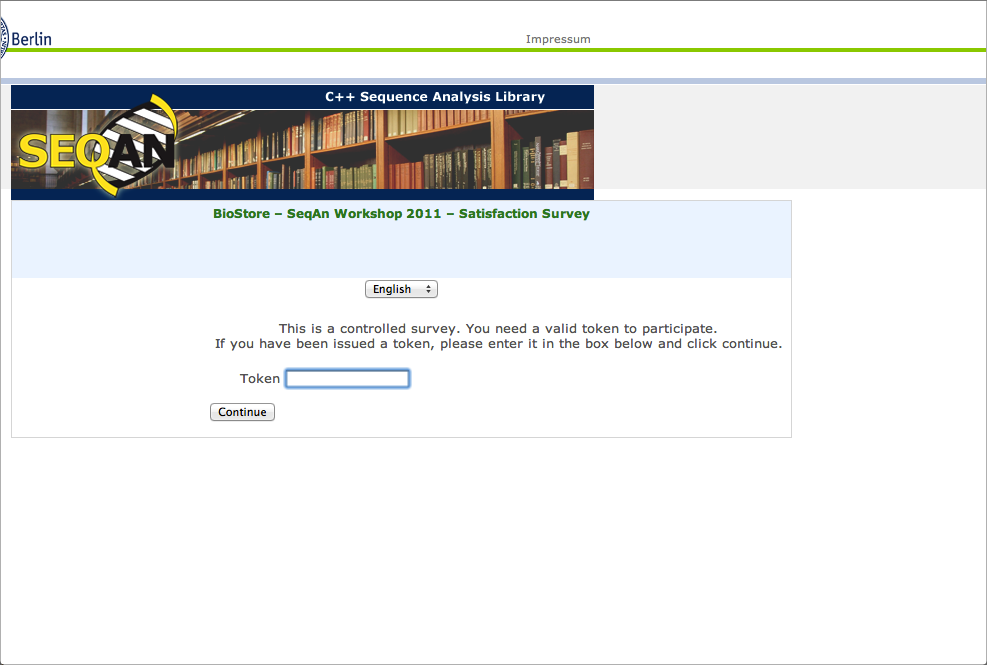 Berlin
Impressum
C++ Sequence Analysis Library
SEQAN
BioStore – SeqAn Workshop 2011 – Satisfaction Survey
English
This is a controlled survey. You need a valid token to participate.
If you have been issued a token, please enter it in the box below and click continue.
Token
Continue